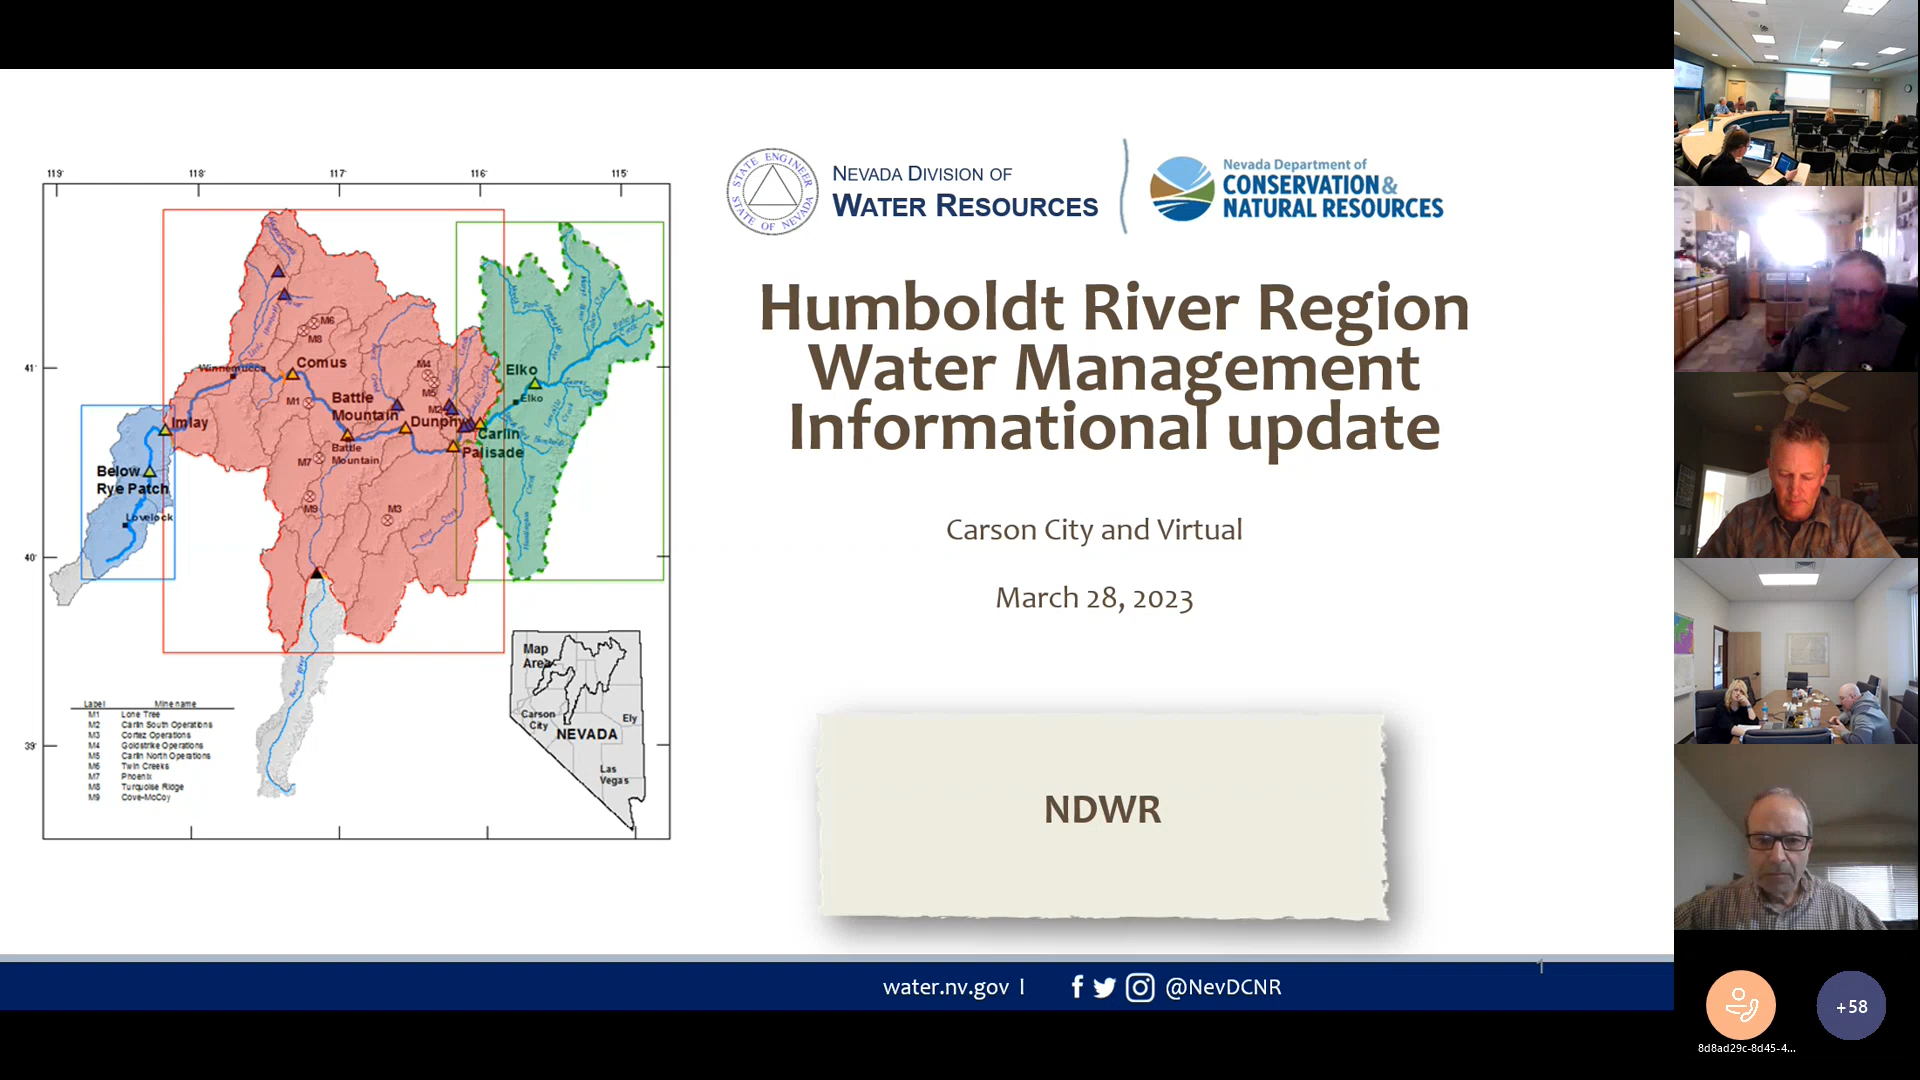 119°
118°
117°
116°
115°
41°
40°
39°
M6
M8
Comus
Winnemucca
M1
M4
M5
M2
Battle
Mountain
Dunphy
Elko
Elko
Imlay
Carlin
Palisade
Battle
Mountain
M7
M9
M3
Below
Rye Patch
Lovelock
Map
Area
Carson
City
Ely
NEVADA
Las
Vegas
Label Mine name
M1 Lone Tree
M2 Carlin South Operations
M3 Cortez Operations
M4 Goldstrike Operations
M5 Carlin North Operations
M6 Twin Creeks
M7 Phoenix
M8 Turquoise Ridge
M9 Cove-McCoy
STATE ENGINEER
STATE OF NEVADA
NEVADA DIVISION OF
WATER RESOURCES
Nevada Department of
CONSERVATION &
NATURAL RESOURCES
Humboldt River Region
Water Management
Informational update
Carson City and Virtual
March 28, 2023
NDWR
1
water.nv.gov | @NevDCNR
+58
8d8ad29c-8d45-4...